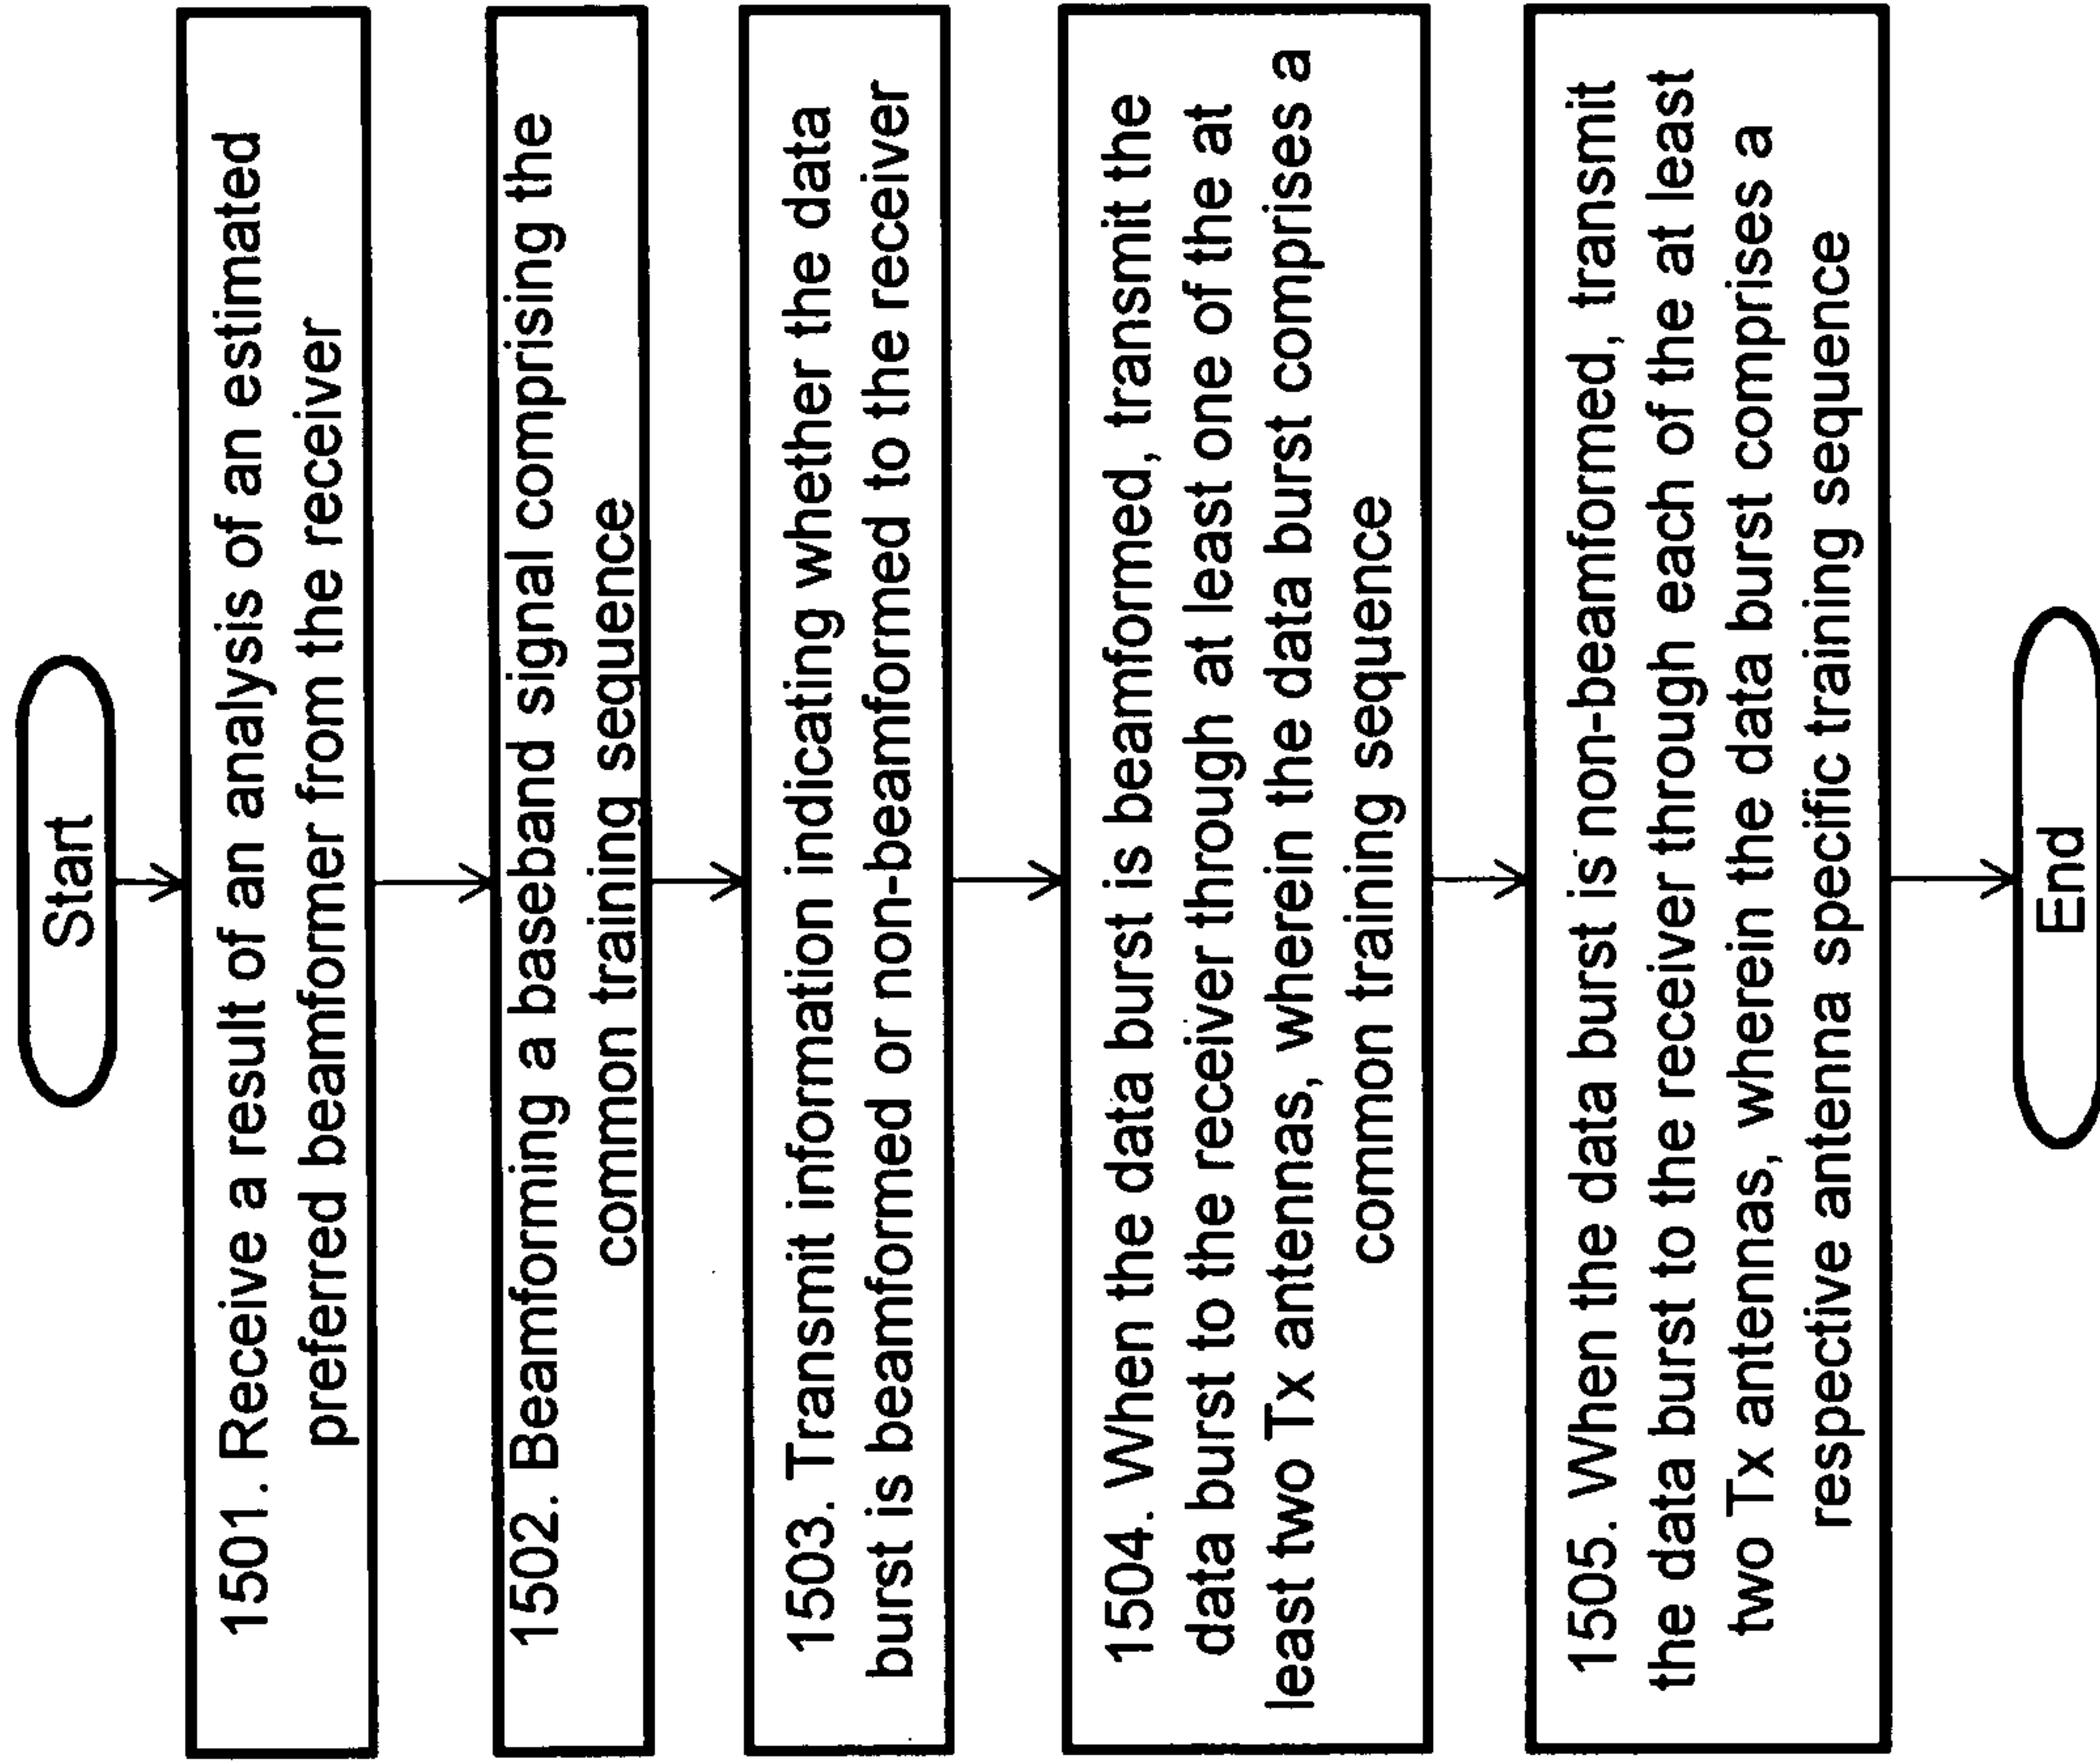 Start
1501. Receive a result of an analysis of an estimated
preferred beamformer from the receiver
1502. Beamforming a baseband signal comprising the
common training sequence
1503. Transmit information indicating whether the data
burst is beamformed or non-beamformed to the receiver
1504. When the data burst is beamformed, transmit the
data burst to the receiver through at least one of the at
least two Tx antennas, wherein the data burst comprises a
common training sequence
1505. When the data burst is non-beamformed, transmit
the data burst to the receiver through each of the at least
two Tx antennas, wherein the data burst comprises a
respective antenna specific training sequence
End